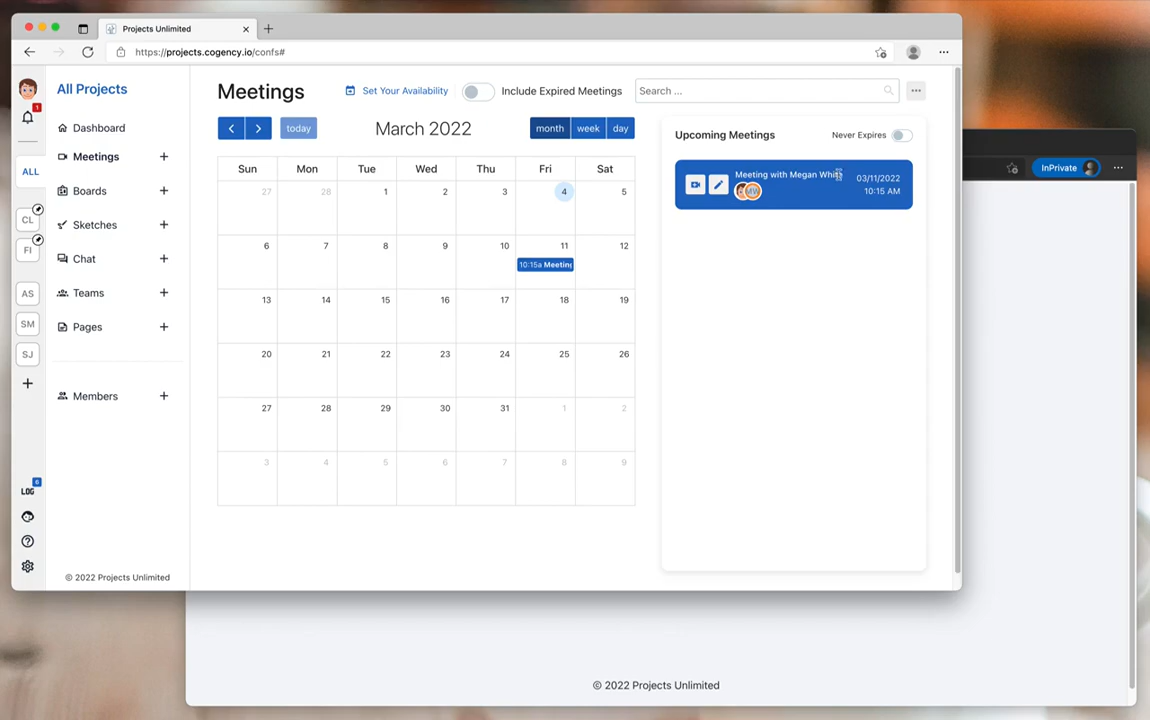 Projects Unlimited
https://projects.cogency.io/confs#
InPrivate
1
All Projects
Dashboard
Meetings
Boards
Sketches
Chat
Teams
Pages
Members
ALL
CL
FI
AS
SM
SJ
LOG
6
© 2022 Projects Unlimited
Meetings
Set Your Availability
Include Expired Meetings
Search ...
today
March 2022
month week day
Sun Mon Tue Wed Thu Fri Sat
27 28 1 2 3 4 5
6 7 8 9 10 11 12
10:15a Meeting
13 14 15 16 17 18 19
20 21 22 23 24 25 26
27 28 29 30 31 1 2
3 4 5 6 7 8 9
Upcoming Meetings
Never Expires
Meeting with Megan White
MW
03/11/2022
10:15 AM
© 2022 Projects Unlimited